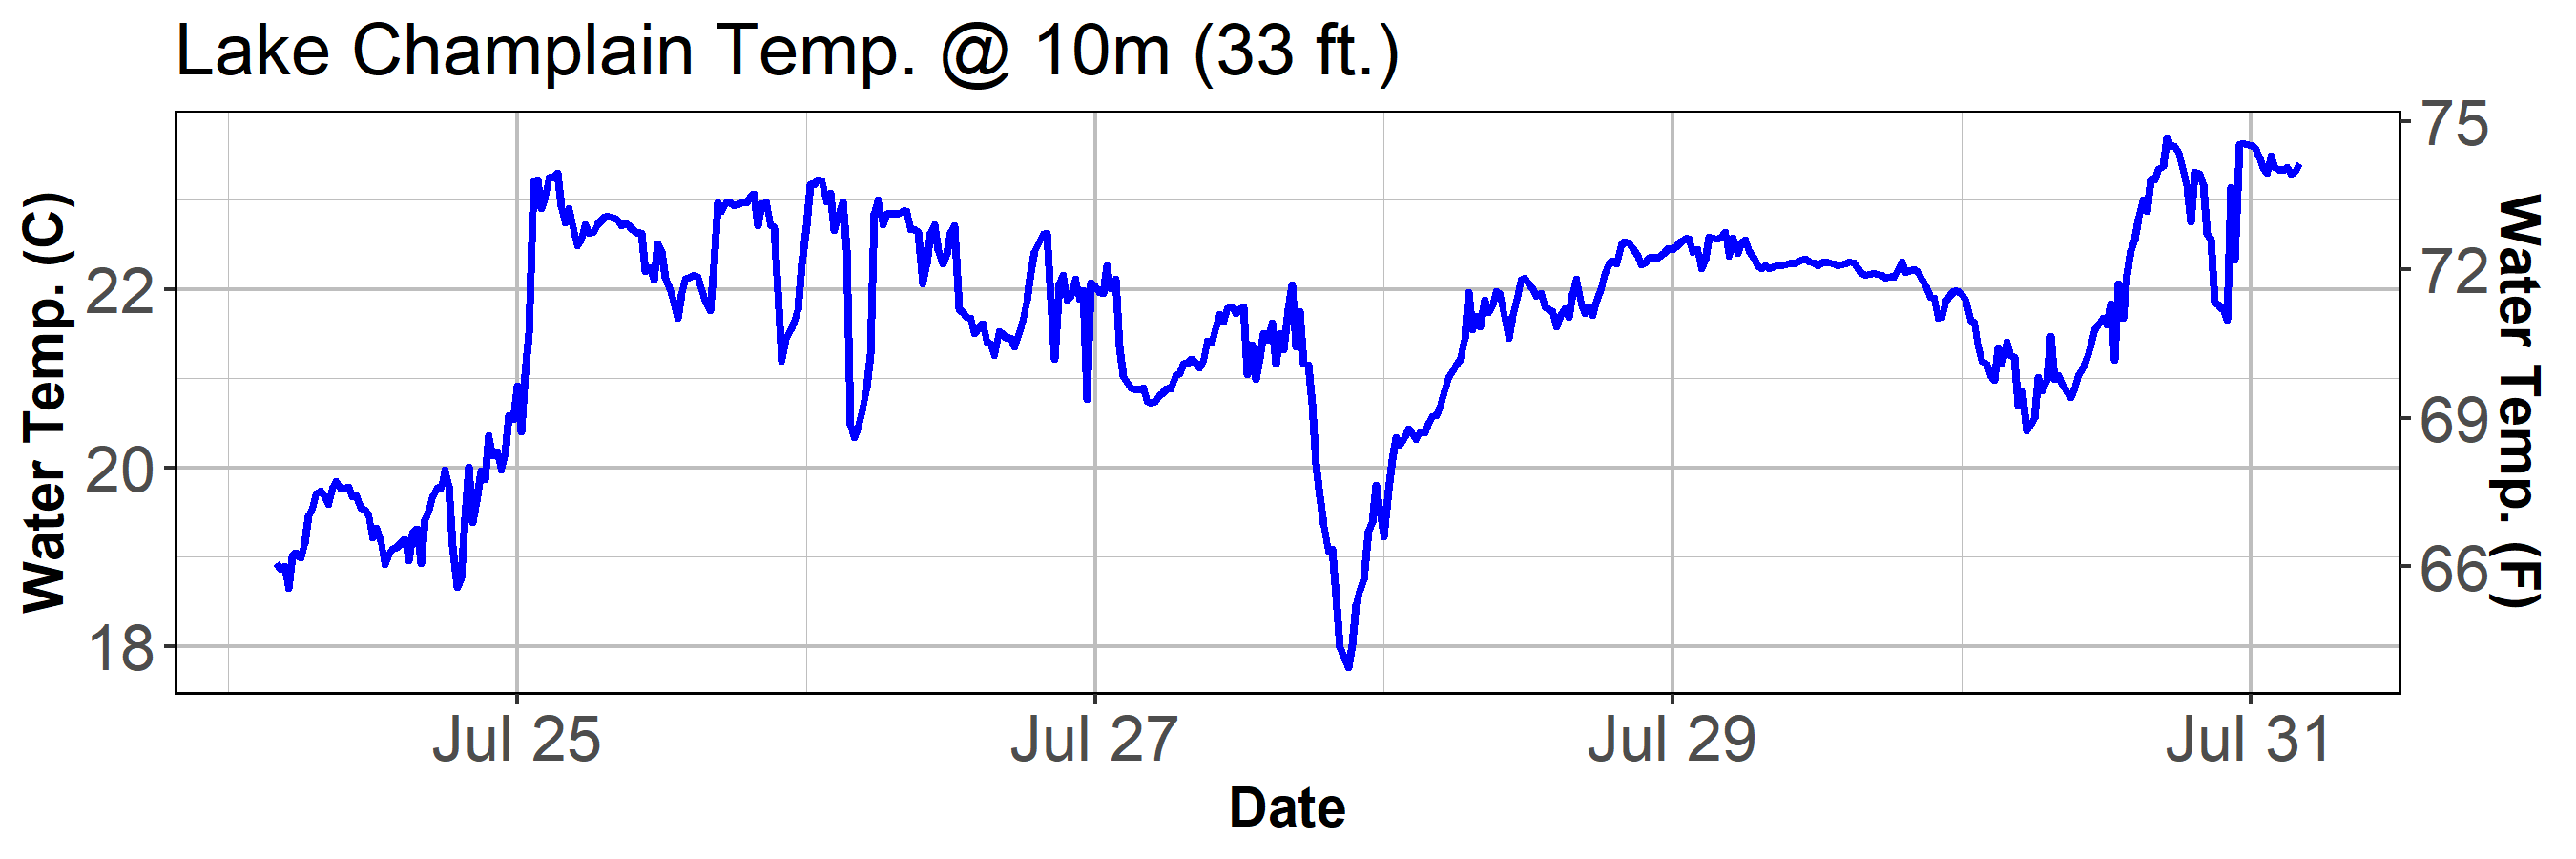 Lake Champlain Temp. @ 10m (33 ft.)
Water Temp. (C)
22
20
18
75
72
69
66
Water Temp. (F)
Jul 25 Jul 27 Jul 29 Jul 31
Date